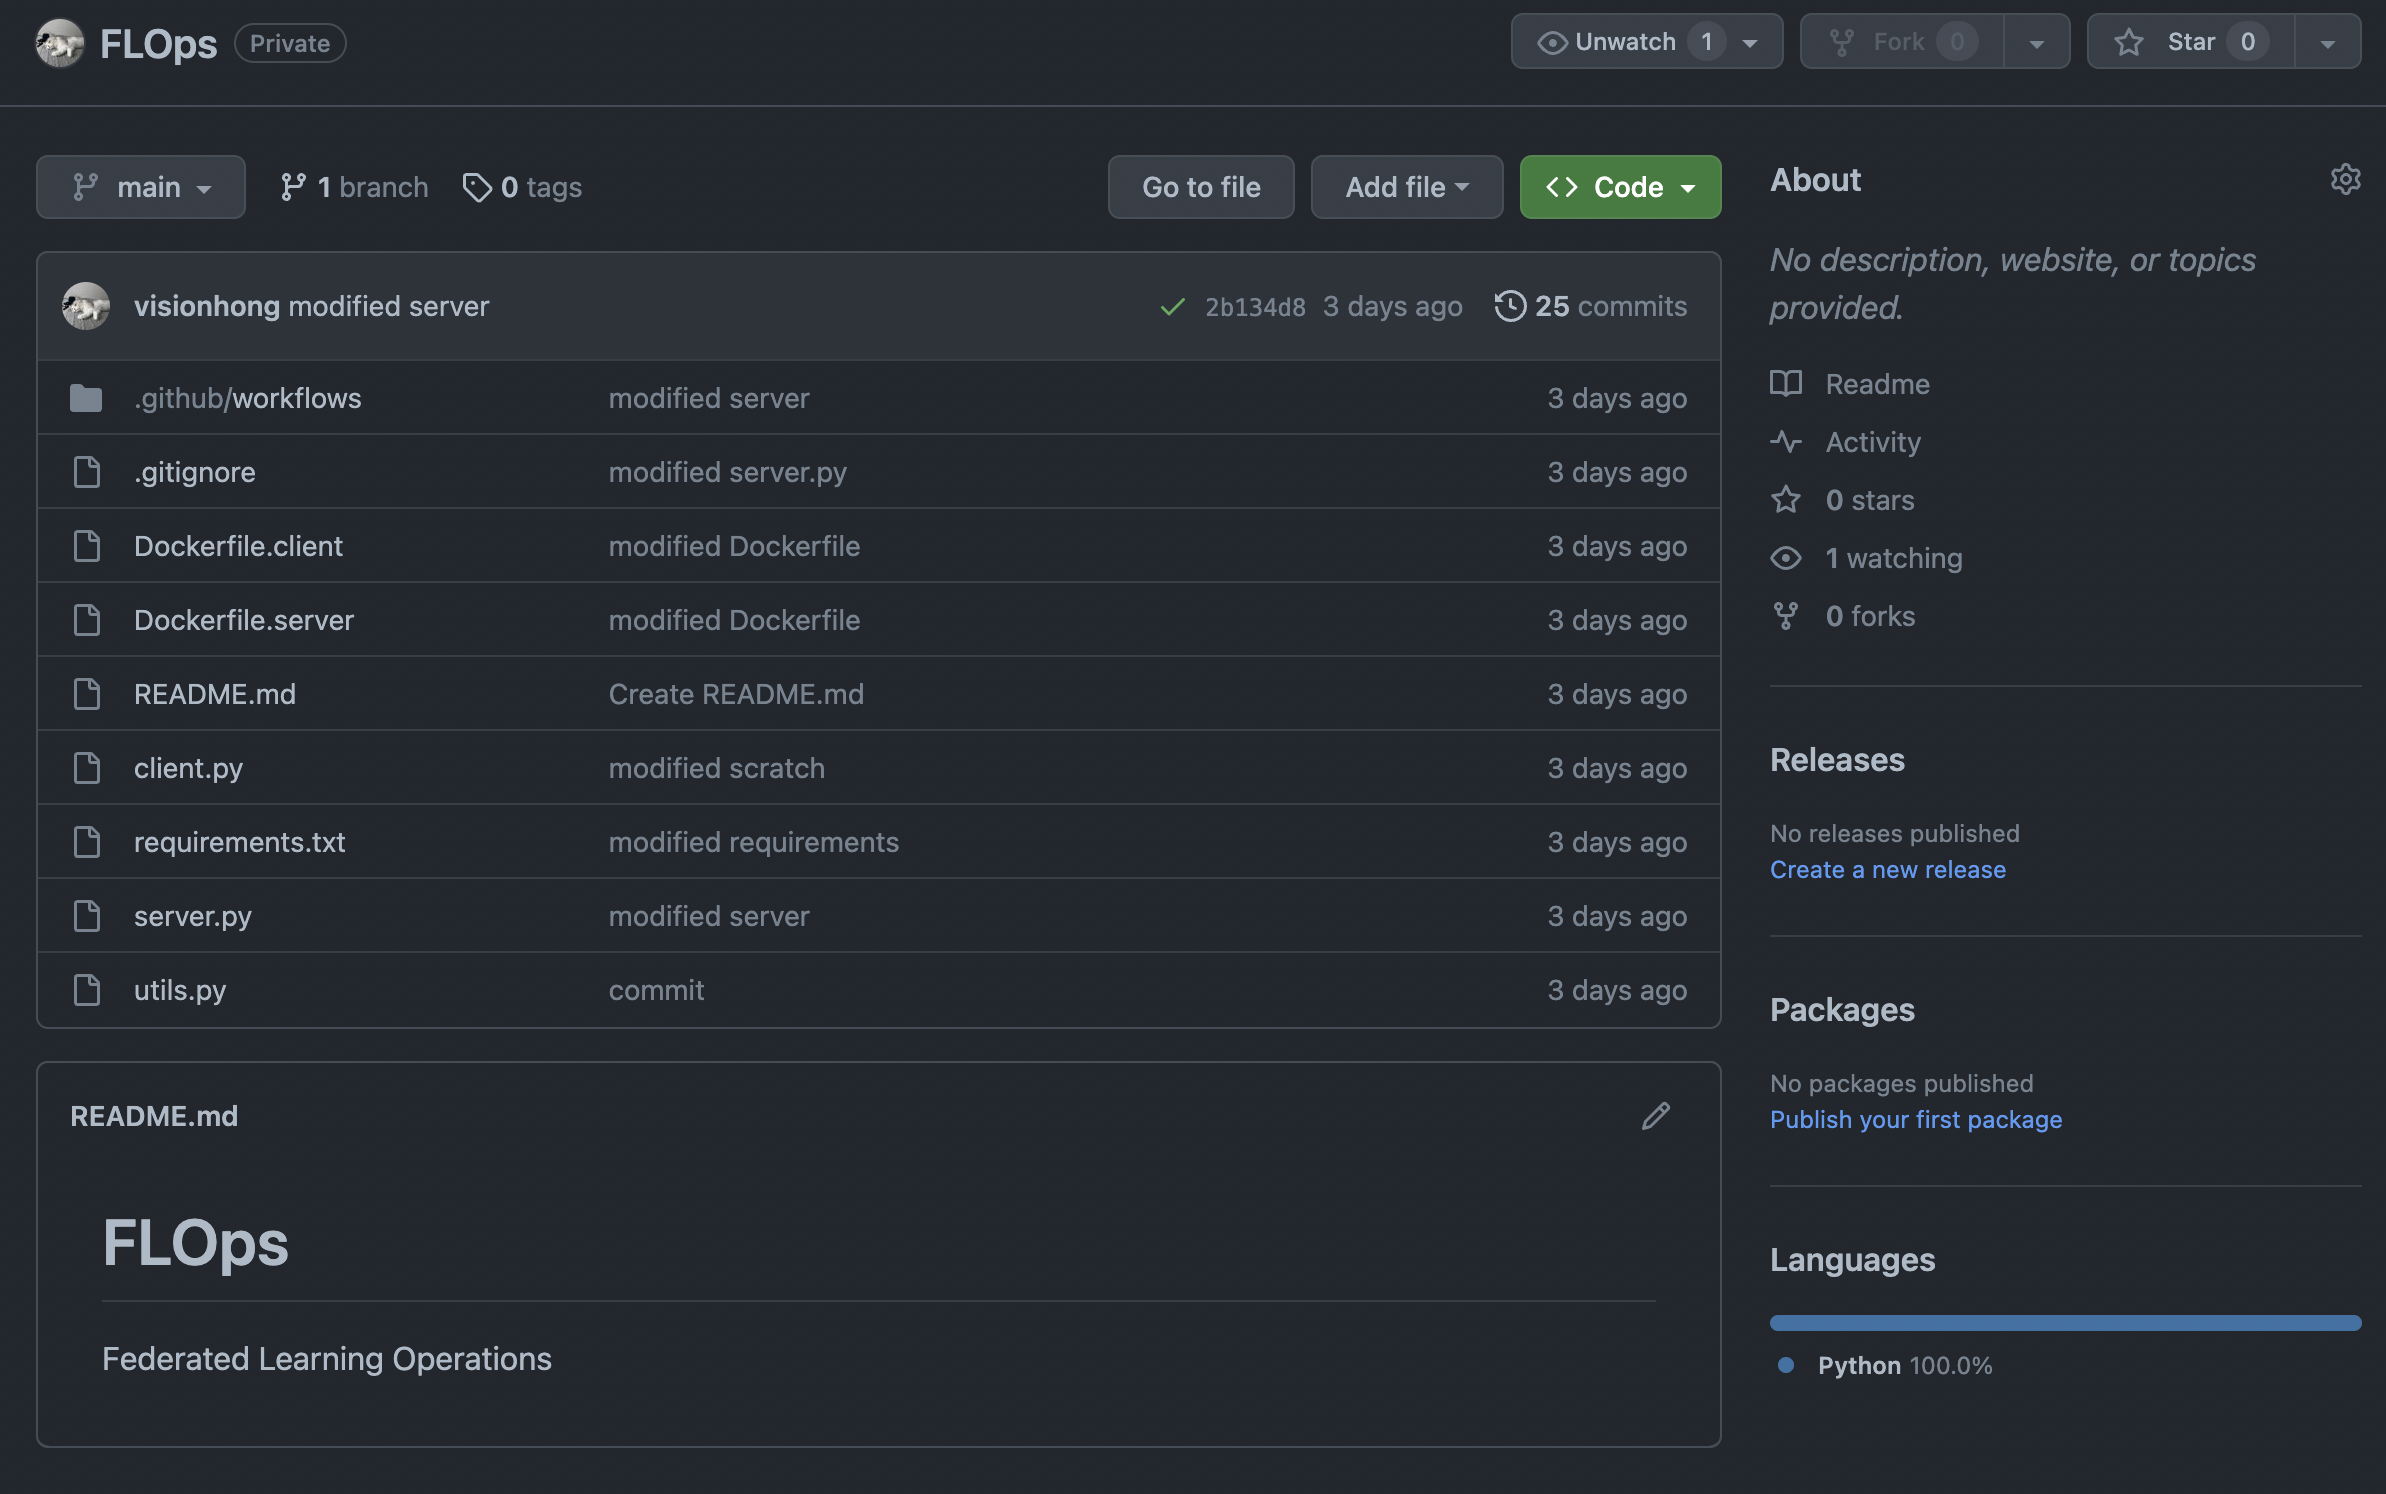 FLOps Private Unwatch 1 Fork 0 Star 0
main 1 branch 0 tags Go to file Add file Code
visionhong modified server 2b134d8 3 days ago 25 commits
.github/workflows modified server 3 days ago
.gitignore modified server.py 3 days ago
Dockerfile.client modified Dockerfile 3 days ago
Dockerfile.server modified Dockerfile 3 days ago
README.md Create README.md 3 days ago
client.py modified scratch 3 days ago
requirements.txt modified requirements 3 days ago
server.py modified server 3 days ago
utils.py commit 3 days ago
README.md
FLOps
Federated Learning Operations
About
No description, website, or topics
provided.
Readme
Activity
0 stars
1 watching
0 forks
Releases
No releases published
Create a new release
Packages
No packages published
Publish your first package
Languages
Python 100.0%